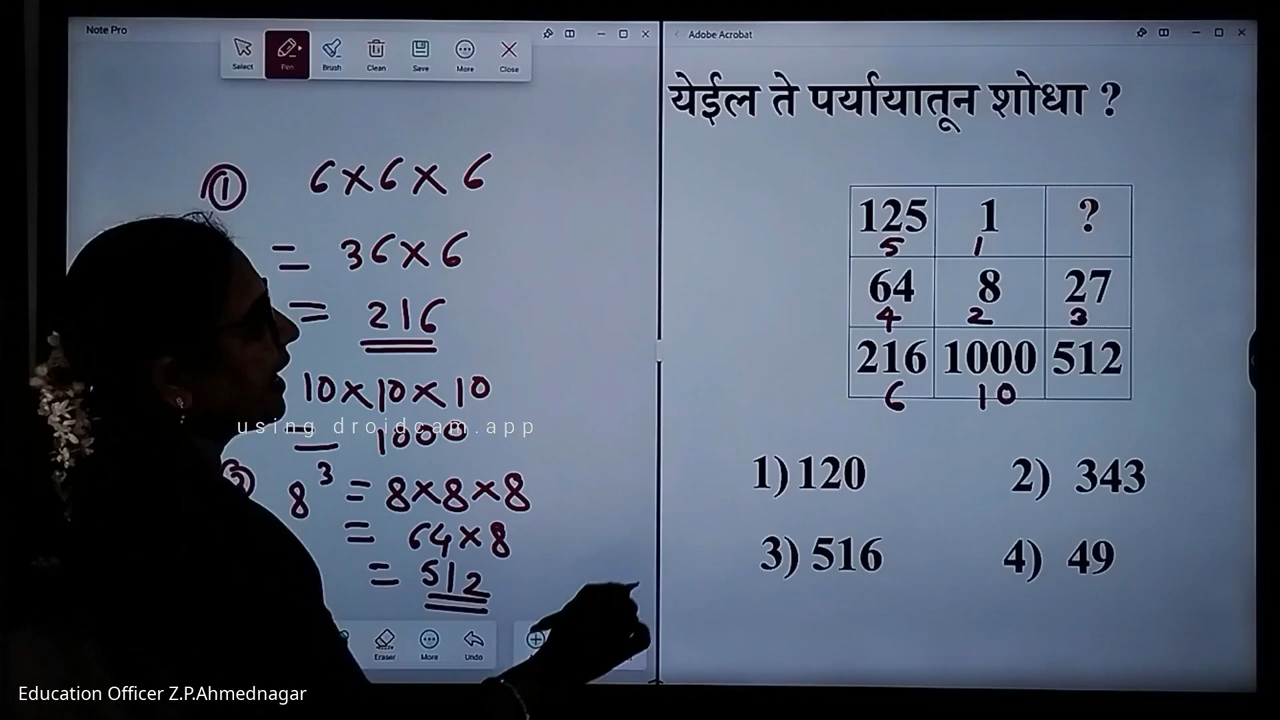 Note Pro
Adobe Acrobat
Select Pen Brush Clean Save More Close
येईल ते पर्यायातून शोधा ?
① 6×6×6
= 36×6
= 216
10×10×10
= 1000
8³ = 8×8×8
= 64×8
= 512
125 1 ?
5 1
64 8 27
4 2 3
216 1000 512
6 10
1) 120 2) 343
3) 516 4) 49
Eraser More Undo
using droidcam.app
Education Officer Z.P.Ahmednagar